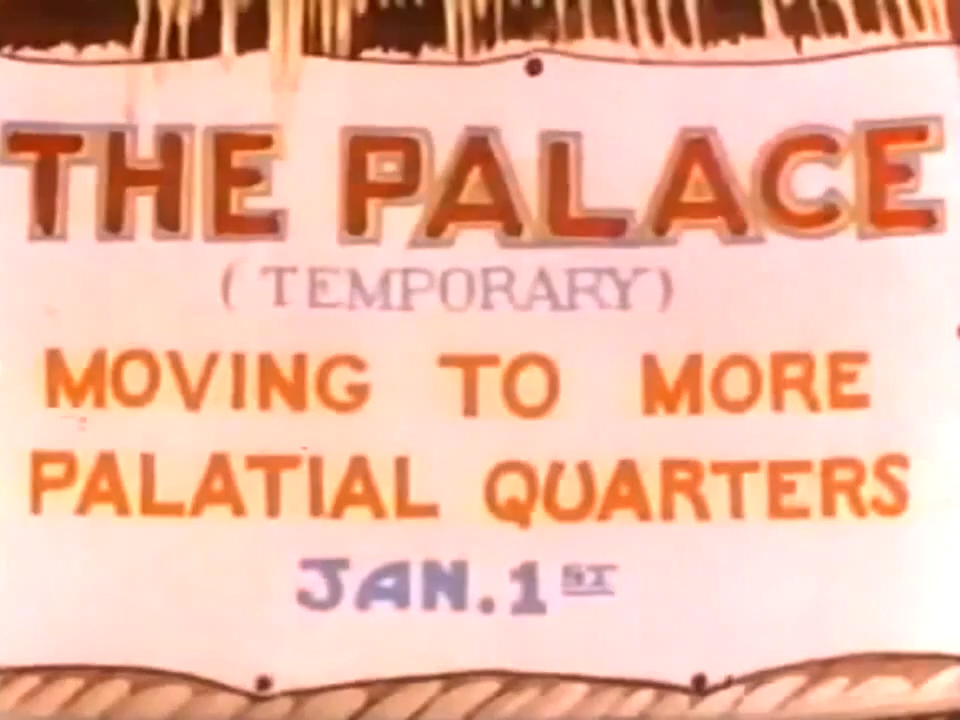 THE PALACE
(TEMPORARY)
MOVING TO MORE
PALATIAL QUARTERS
JAN. 1ST